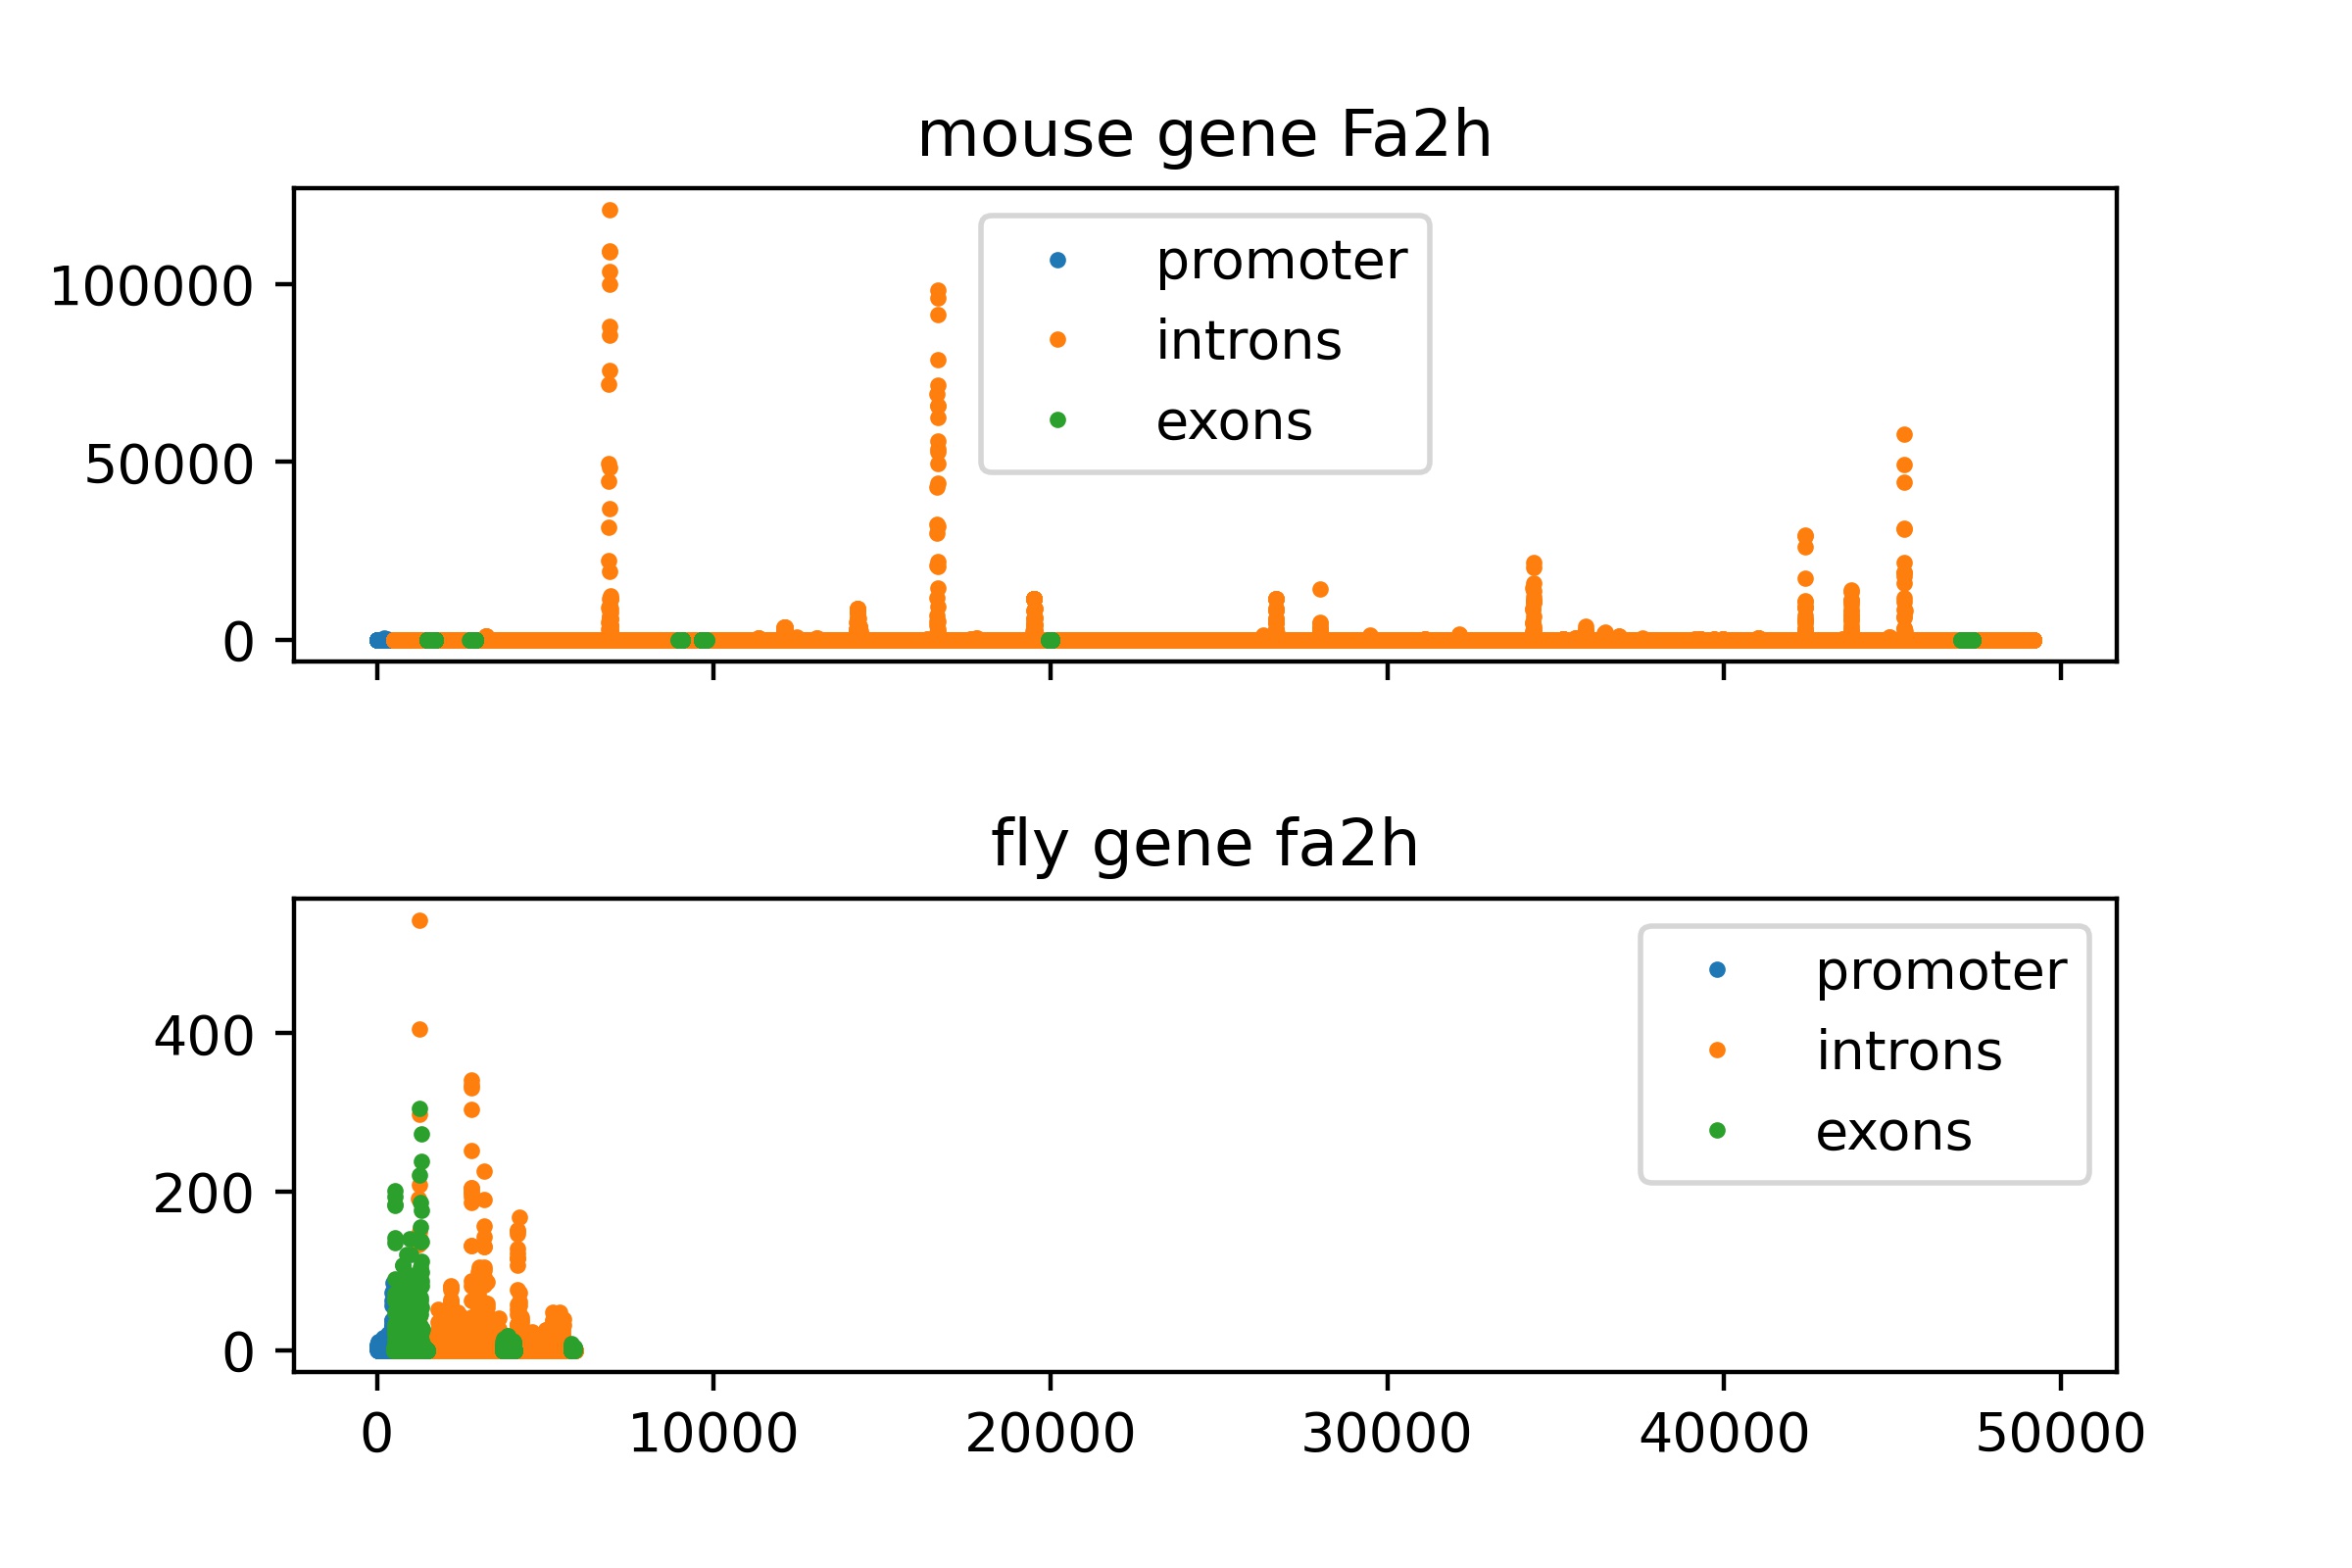 mouse gene Fa2h
100000
50000
0
promoter
introns
exons
fly gene fa2h
400
200
0
promoter
introns
exons
0 10000 20000 30000 40000 50000